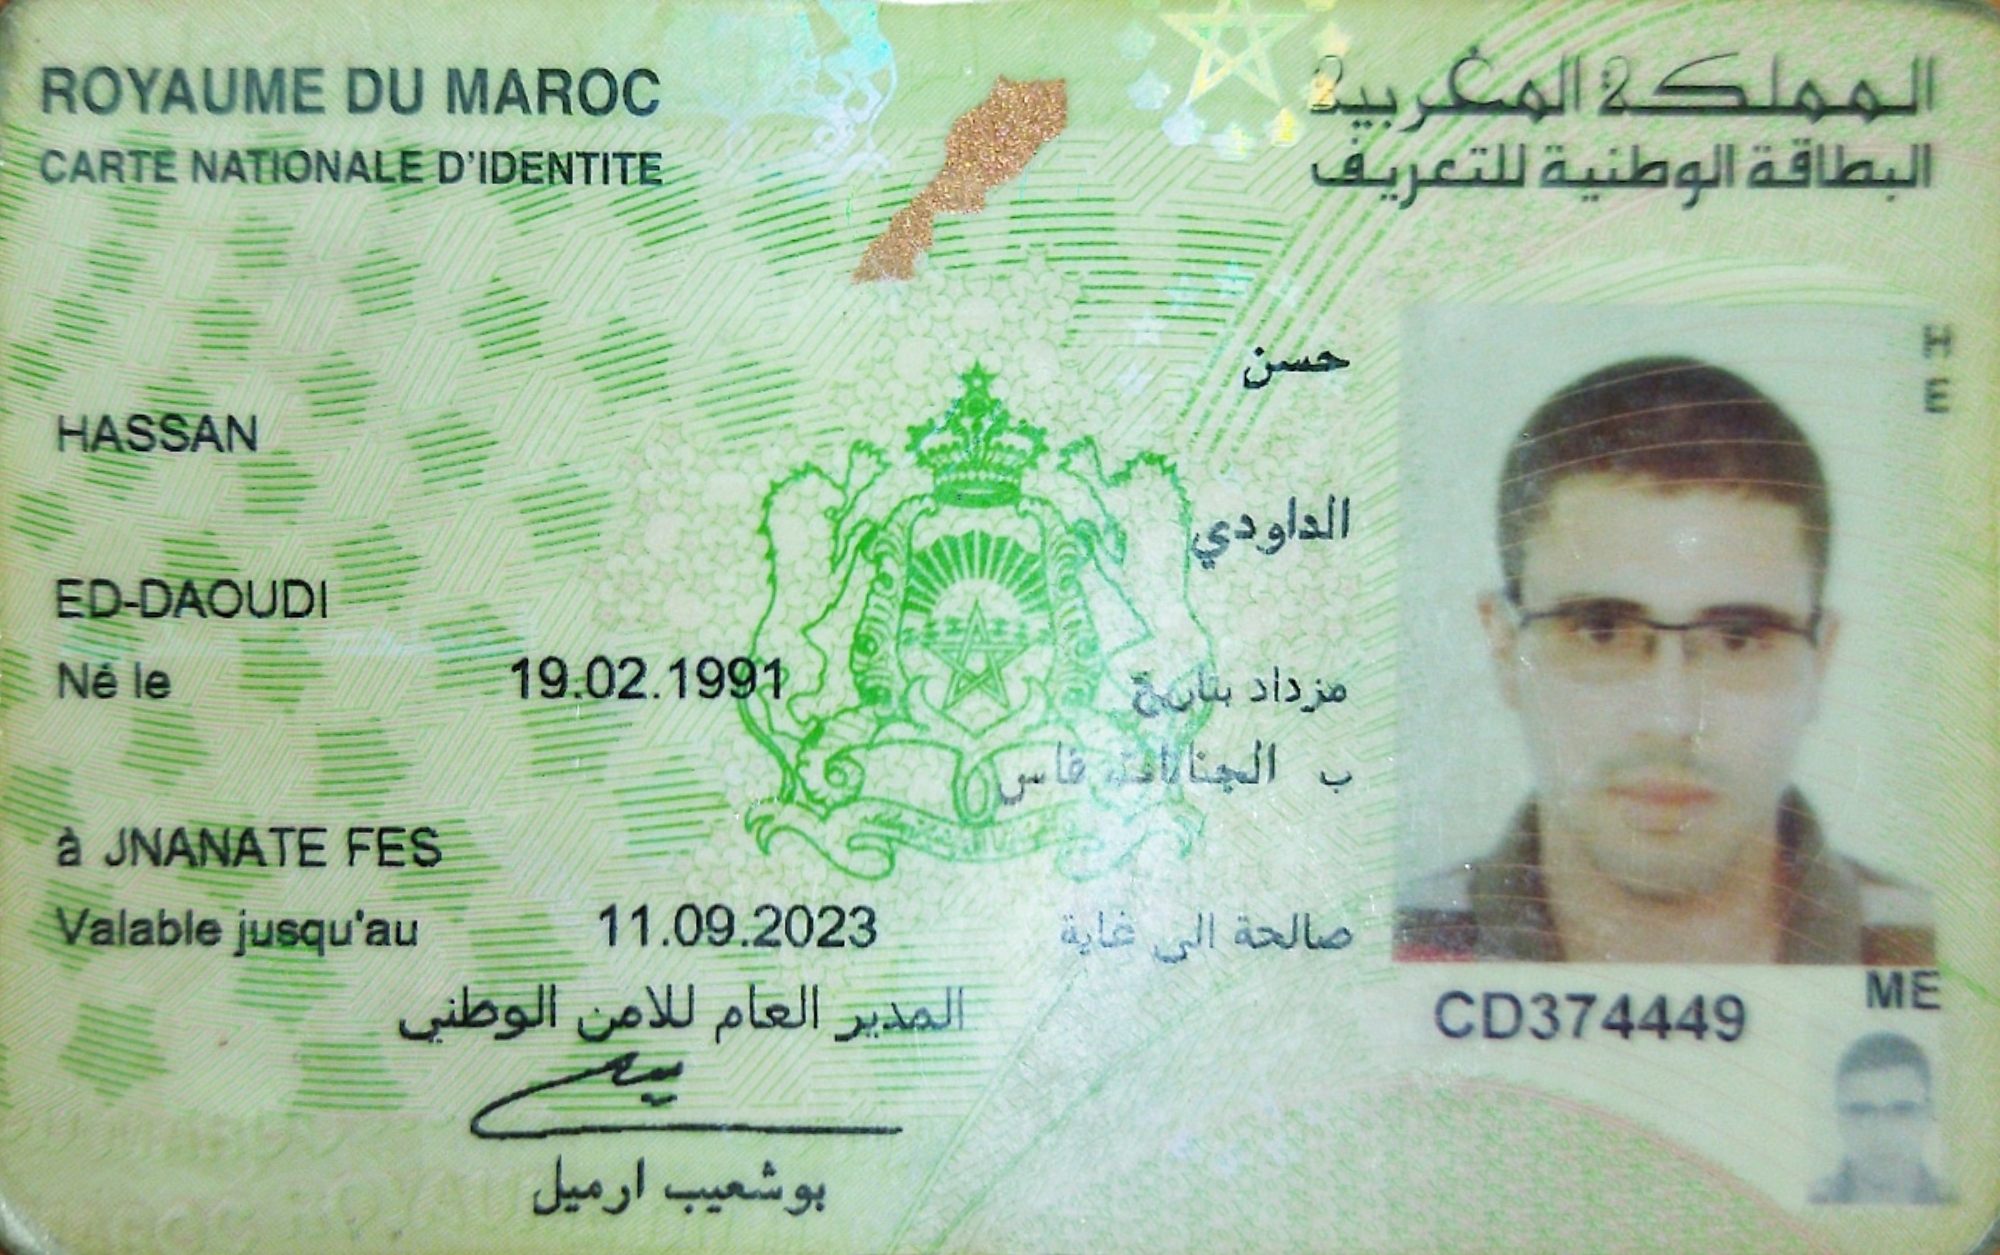 ROYAUME DU MAROC
المملكة المغربية
CARTE NATIONALE D'IDENTITE
البطاقة الوطنية للتعريف
حسن
HASSAN
الداودي
ED-DAOUDI
Né le 19.02.1991 مزداد بتاريخ
ب الجنانات فاس
à JNANATE FES
Valable jusqu'au 11.09.2023 صالحة الى غاية
المدير العام للامن الوطني
بوشعيب ارميل
CD374449
H
E
ME